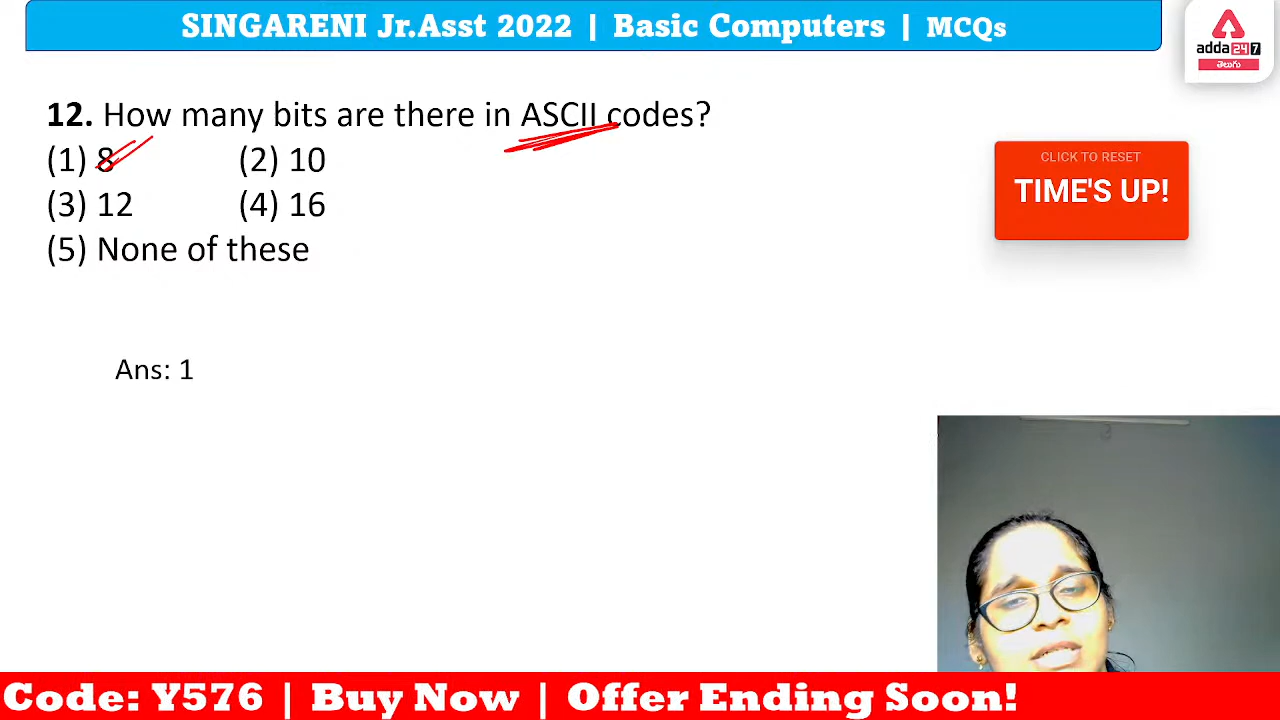 SINGARENI Jr.Asst 2022 | Basic Computers | MCQs
adda247
తెలుగు
12. How many bits are there in ASCII codes?
(1) 8 (2) 10
(3) 12 (4) 16
(5) None of these
CLICK TO RESET
TIME'S UP!
Ans: 1
Code: Y576 | Buy Now | Offer Ending Soon!